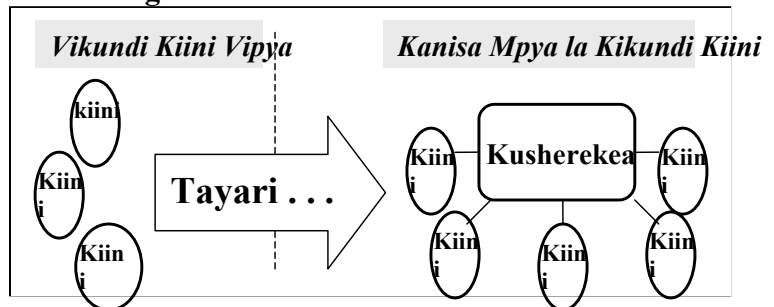 Vikundi Kiini Vipya
Kanisa Mpya la Kikundi Kiini
kiini
Kiin
i
Kiin
i
Tayari . . .
Kusherekea
Kiin
i
Kiin
i
Kiin
i
Kiin
i
Kiin
i